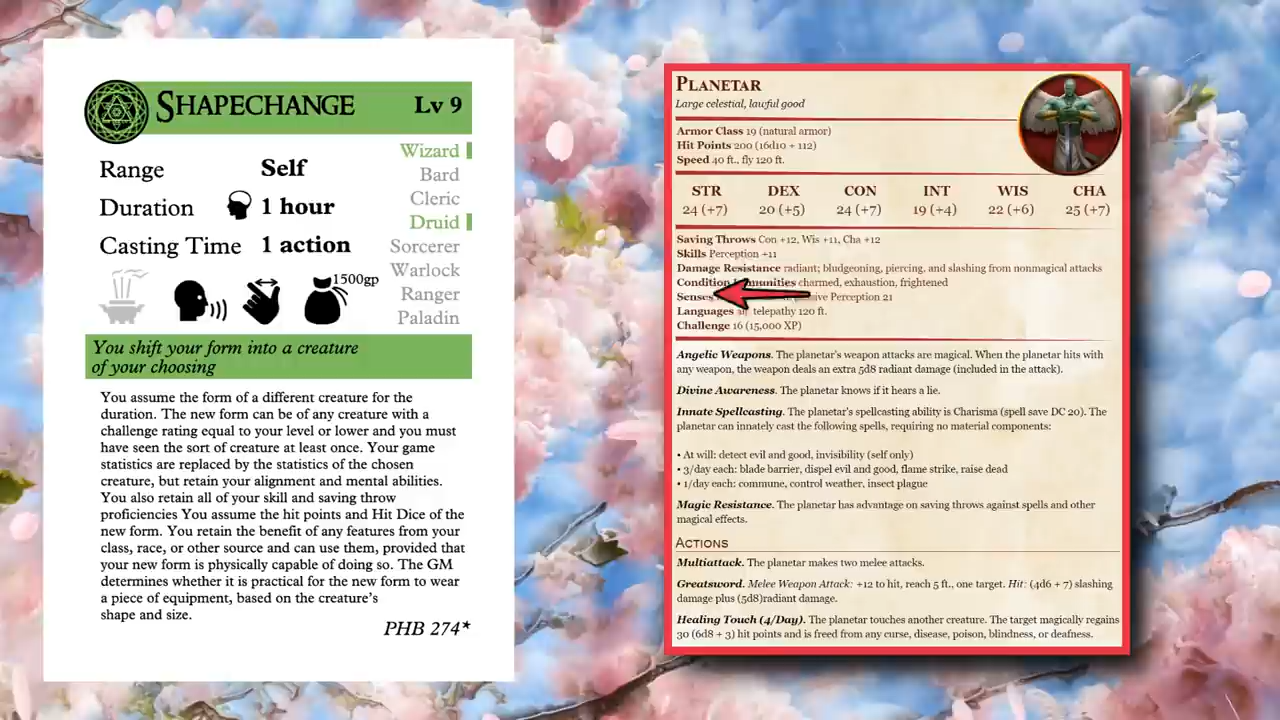 SHAPECHANGE Lv 9
Range Self
Duration 1 hour
Casting Time 1 action
1500gp
Wizard
Bard
Cleric
Druid
Sorcerer
Warlock
Ranger
Paladin
You shift your form into a creature
of your choosing
You assume the form of a different creature for the
duration. The new form can be of any creature with a
challenge rating equal to your level or lower and you must
have seen the sort of creature at least once. Your game
statistics are replaced by the statistics of the chosen
creature, but retain your alignment and mental abilities.
You also retain all of your skill and saving throw
proficiencies You assume the hit points and Hit Dice of the
new form. You retain the benefit of any features from your
class, race, or other source and can use them, provided that
your new form is physically capable of doing so. The GM
determines whether it is practical for the new form to wear
a piece of equipment, based on the creature's
shape and size.
PHB 274*
PLANETAR
Large celestial, lawful good
Armor Class 19 (natural armor)
Hit Points 200 (16d10 + 112)
Speed 40 ft., fly 120 ft.
STR DEX CON INT WIS CHA
24 (+7) 20 (+5) 24 (+7) 19 (+4) 22 (+6) 25 (+7)
Saving Throws Con +12, Wis +11, Cha +12
Skills Perception +11
Damage Resistance radiant; bludgeoning, piercing, and slashing from nonmagical attacks
Condition charmed, exhaustion, frightened
Senses Perception 21
Languages telepathy 120 ft.
Challenge 16 (15,000 XP)
Angelic Weapons. The planetar's weapon attacks are magical. When the planetar hits with
any weapon, the weapon deals an extra 5d8 radiant damage (included in the attack).
Divine Awareness. The planetar knows if it hears a lie.
Innate Spellcasting. The planetar's spellcasting ability is Charisma (spell save DC 20). The
planetar can innately cast the following spells, requiring no material components:
• At will: detect evil and good, invisibility (self only)
• 3/day each: blade barrier, dispel evil and good, flame strike, raise dead
• 1/day each: commune, control weather, insect plague
Magic Resistance. The planetar has advantage on saving throws against spells and other
magical effects.
ACTIONS
Multiattack. The planetar makes two melee attacks.
Greatsword. Melee Weapon Attack: +12 to hit, reach 5 ft., one target. Hit: (4d6 + 7) slashing
damage plus (5d8)radiant damage.
Healing Touch (4/Day). The planetar touches another creature. The target magically regains
30 (6d8 + 3) hit points and is freed from any curse, disease, poison, blindness, or deafness.